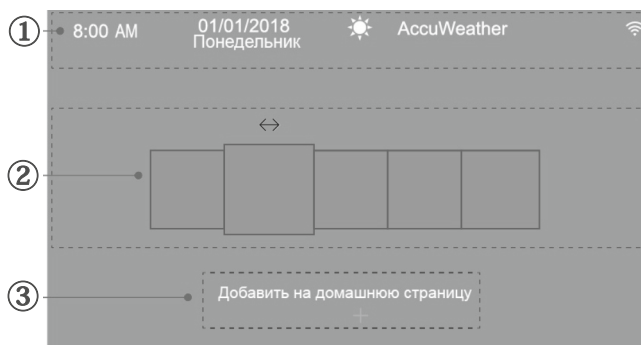 ① 8:00 AM 01/01/2018 AccuWeather
Понедельник
②
③ Добавить на домашнюю страницу